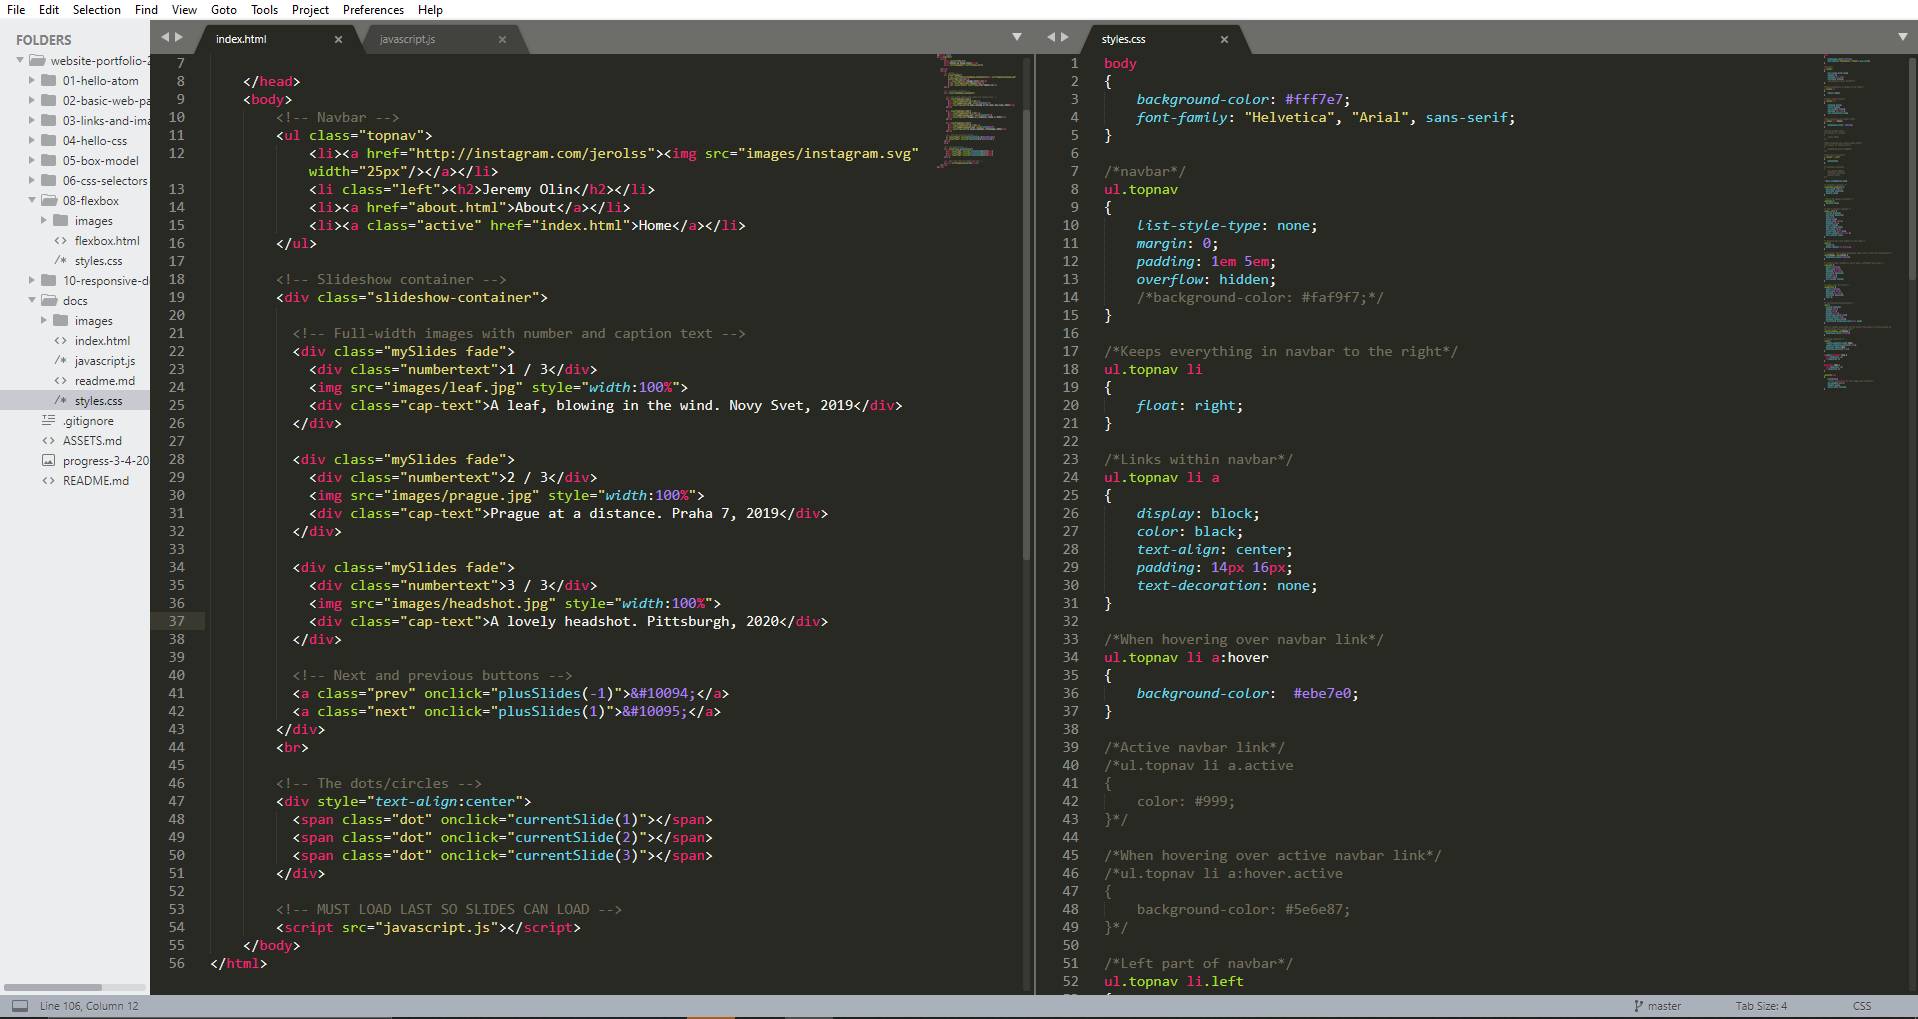 File Edit Selection Find View Goto Tools Project Preferences Help
FOLDERS
website-portfolio-2
01-hello-atom
02-basic-web-pa
03-links-and-ima
04-hello-css
05-box-model
06-css-selectors
08-flexbox
images
<> flexbox.html
/* styles.css
10-responsive-d
docs
images
<> index.html
/* javascript.js
<> readme.md
/* styles.css
.gitignore
<> ASSETS.md
progress-3-4-20
<> README.md
index.html × javascript.js ×
7
8 </head>
9 <body>
10 <!-- Navbar -->
11 <ul class="topnav">
12 <li><a href="http://instagram.com/jerolss"><img src="images/instagram.svg"
width="25px"/></a></li>
13 <li class="left"><h2>Jeremy Olin</h2></li>
14 <li><a href="about.html">About</a></li>
15 <li><a class="active" href="index.html">Home</a></li>
16 </ul>
17
18 <!-- Slideshow container -->
19 <div class="slideshow-container">
20
21 <!-- Full-width images with number and caption text -->
22 <div class="mySlides fade">
23 <div class="numbertext">1 / 3</div>
24 <img src="images/leaf.jpg" style="width:100%">
25 <div class="cap-text">A leaf, blowing in the wind. Novy Svet, 2019</div>
26 </div>
27
28 <div class="mySlides fade">
29 <div class="numbertext">2 / 3</div>
30 <img src="images/prague.jpg" style="width:100%">
31 <div class="cap-text">Prague at a distance. Praha 7, 2019</div>
32 </div>
33
34 <div class="mySlides fade">
35 <div class="numbertext">3 / 3</div>
36 <img src="images/headshot.jpg" style="width:100%">
37 <div class="cap-text">A lovely headshot. Pittsburgh, 2020</div>
38 </div>
39
40 <!-- Next and previous buttons -->
41 <a class="prev" onclick="plusSlides(-1)">&#10094;</a>
42 <a class="next" onclick="plusSlides(1)">&#10095;</a>
43 </div>
44 <br>
45
46 <!-- The dots/circles -->
47 <div style="text-align:center">
48 <span class="dot" onclick="currentSlide(1)"></span>
49 <span class="dot" onclick="currentSlide(2)"></span>
50 <span class="dot" onclick="currentSlide(3)"></span>
51 </div>
52
53 <!-- MUST LOAD LAST SO SLIDES CAN LOAD -->
54 <script src="javascript.js"></script>
55 </body>
56 </html>
styles.css ×
1 body
2 {
3 background-color: #fff7e7;
4 font-family: "Helvetica", "Arial", sans-serif;
5 }
6
7 /*navbar*/
8 ul.topnav
9 {
10 list-style-type: none;
11 margin: 0;
12 padding: 1em 5em;
13 overflow: hidden;
14 /*background-color: #faf9f7;*/
15 }
16
17 /*Keeps everything in navbar to the right*/
18 ul.topnav li
19 {
20 float: right;
21 }
22
23 /*Links within navbar*/
24 ul.topnav li a
25 {
26 display: block;
27 color: black;
28 text-align: center;
29 padding: 14px 16px;
30 text-decoration: none;
31 }
32
33 /*When hovering over navbar link*/
34 ul.topnav li a:hover
35 {
36 background-color:  #ebe7e0;
37 }
38
39 /*Active navbar link*/
40 /*ul.topnav li a.active
41 {
42 color: #999;
43 }*/
44
45 /*When hovering over active navbar link*/
46 /*ul.topnav li a:hover.active
47 {
48 background-color: #5e6e87;
49 }*/
50
51 /*Left part of navbar*/
52 ul.topnav li.left
Line 106, Column 12 master Tab Size: 4 CSS